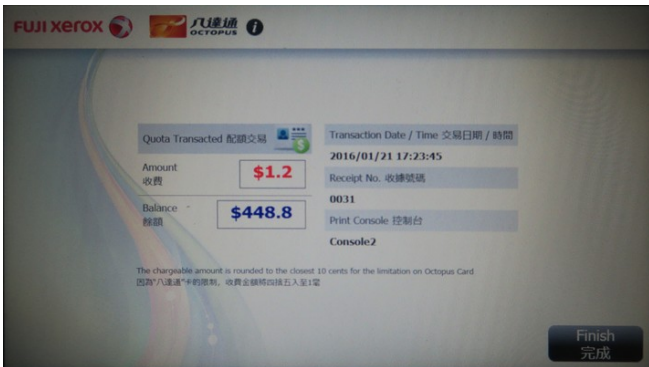 FUJI xerox 八達通 OCTOPUS i
Quota Transacted 配額交易
Transaction Date / Time 交易日期 / 時間
2016/01/21 17:23:45
Amount
收費
$1.2
Receipt No. 收據號碼
0031
Balance
餘額
$448.8
Print Console 控制台
Console2
The chargeable amount is rounded to the closest 10 cents for the limitation on Octopus Card
因為"八達通"卡的限制，收費金額將四捨五入至1毫
Finish
完成